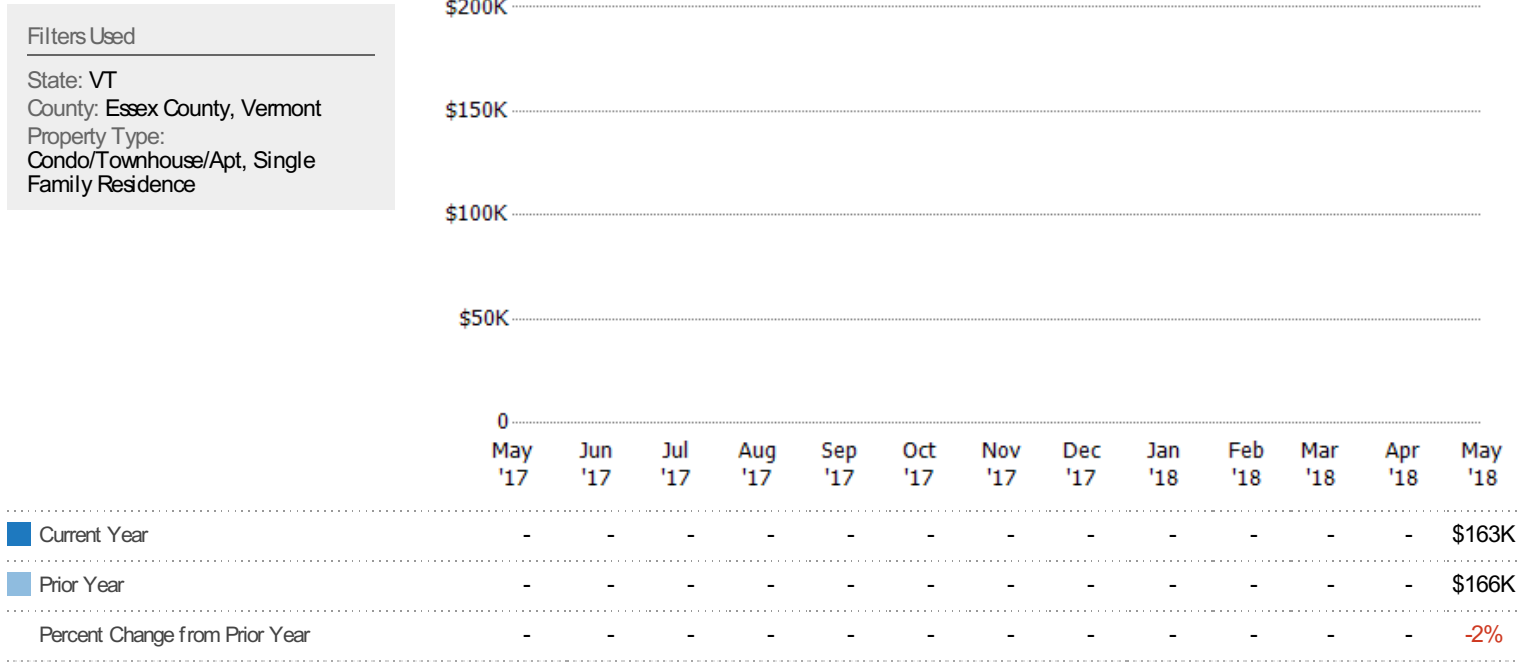 Filters Used
State: VT
County: Essex County, Vermont
Property Type:
Condo/Townhouse/Apt, Single
Family Residence
$200K
$150K
$100K
$50K
0
May Jun Jul Aug Sep Oct Nov Dec Jan Feb Mar Apr May
'17 '17 '17 '17 '17 '17 '17 '17 '18 '18 '18 '18 '18
Current Year - - - - - - - - - - - - $163K
Prior Year - - - - - - - - - - - - $166K
Percent Change from Prior Year - - - - - - - - - - - - -2%